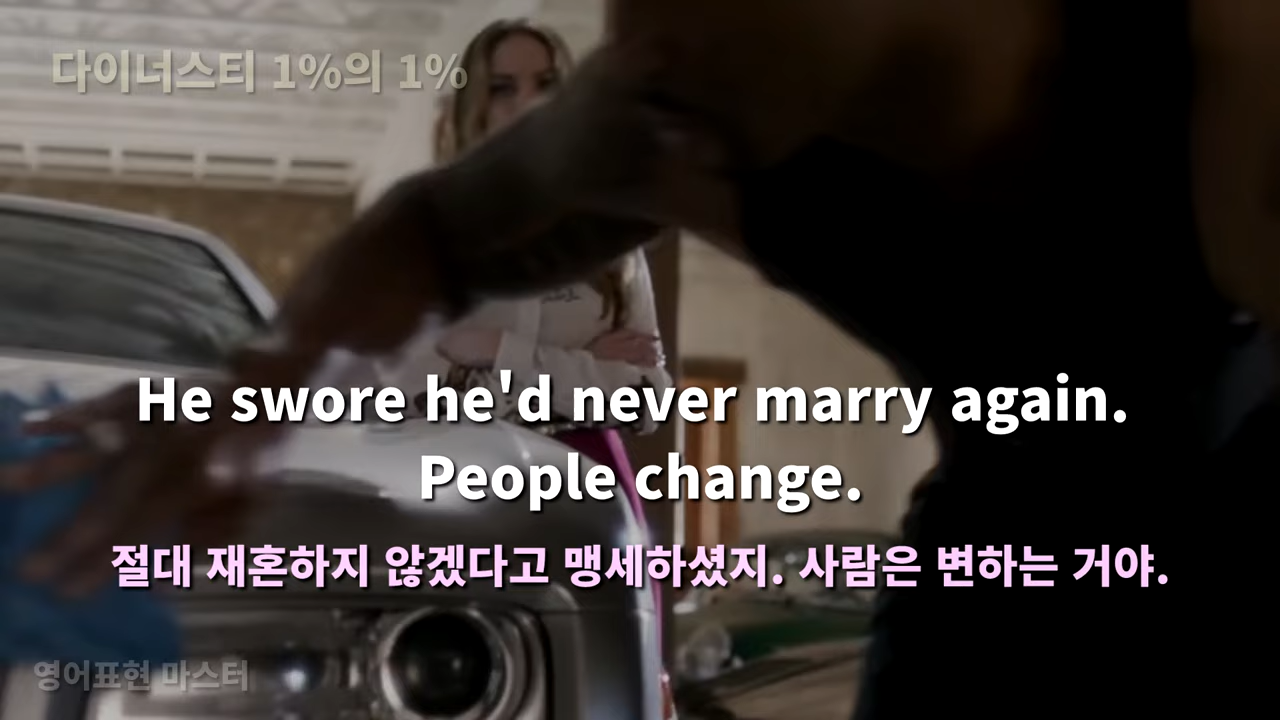 다이너스티 1%의 1%
He swore he'd never marry again.
People change.
절대 재혼하지 않겠다고 맹세하셨지. 사람은 변하는 거야.
영어표현 마스터